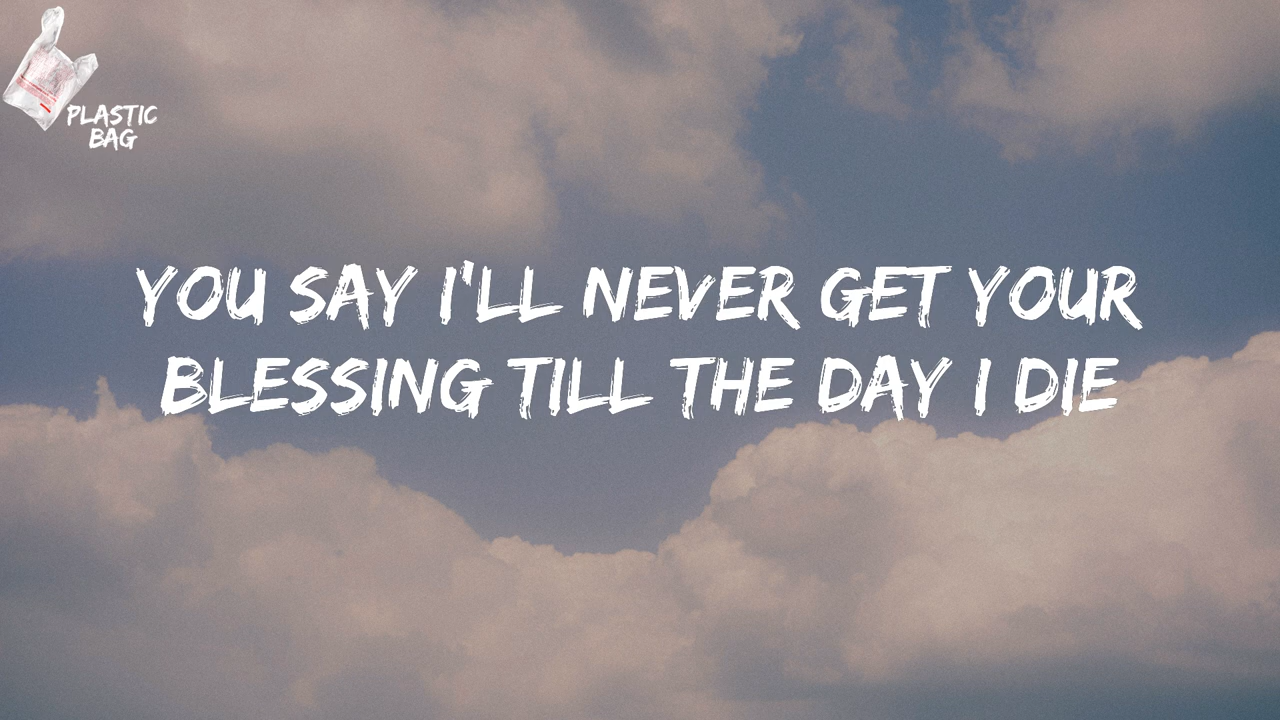 PLASTIC
BAG
YOU SAY I'LL NEVER GET YOUR
BLESSING TILL THE DAY I DIE